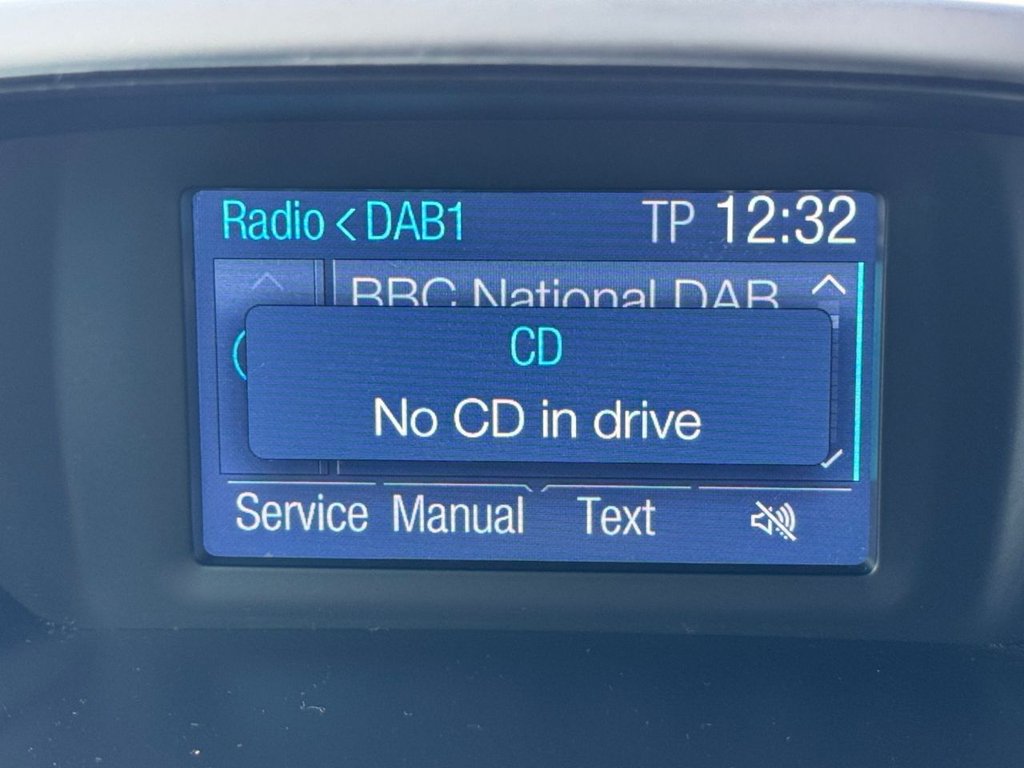 Radio < DAB1 TP 12:32
BBC National DAB
CD
No CD in drive
Service Manual Text